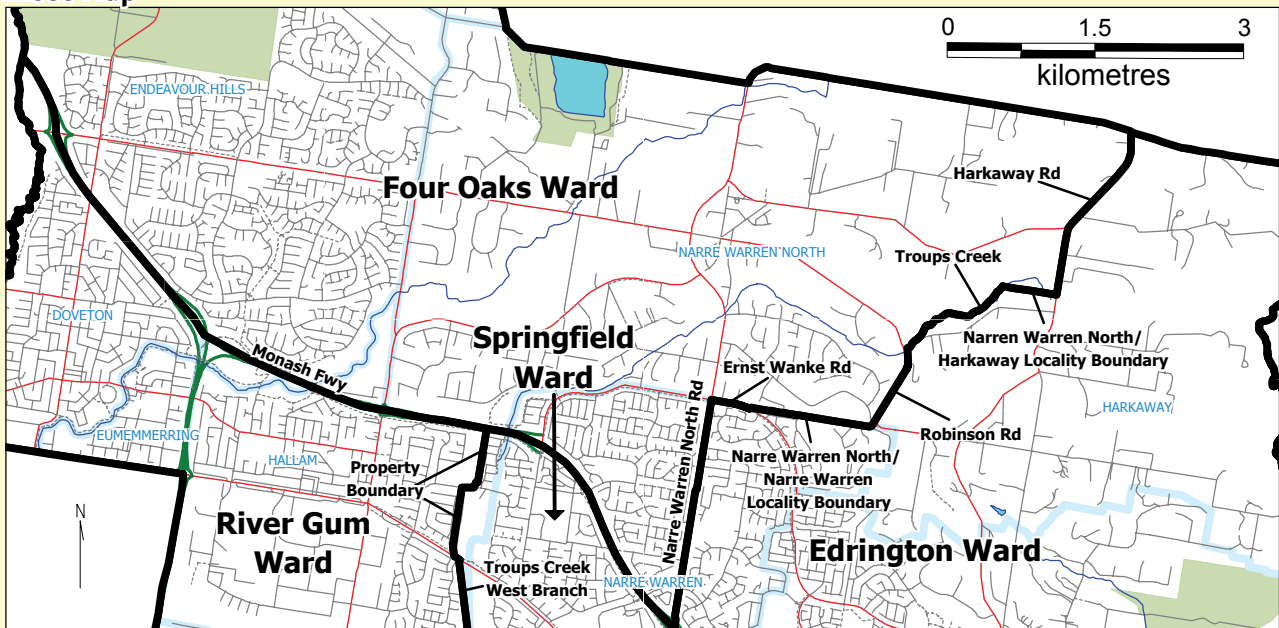 0 1.5 3
kilometres
ENDEAVOUR HILLS
Harkaway Rd
Four Oaks Ward
NARRE WARREN NORTH
Troups Creek
DOVETON
Springfield
Ward
Narren Warren North/
Harkaway Locality Boundary
Monash Fwy
Ernst Wanke Rd
HARKAWAY
Narre Warren North Rd
EUMEMMERRING
Robinson Rd
HALLAM
Property
Boundary
Narre Warren North/
Narre Warren
Locality Boundary
N
River Gum
Ward
Edrington Ward
Troups Creek
West Branch
NARRE WARREN